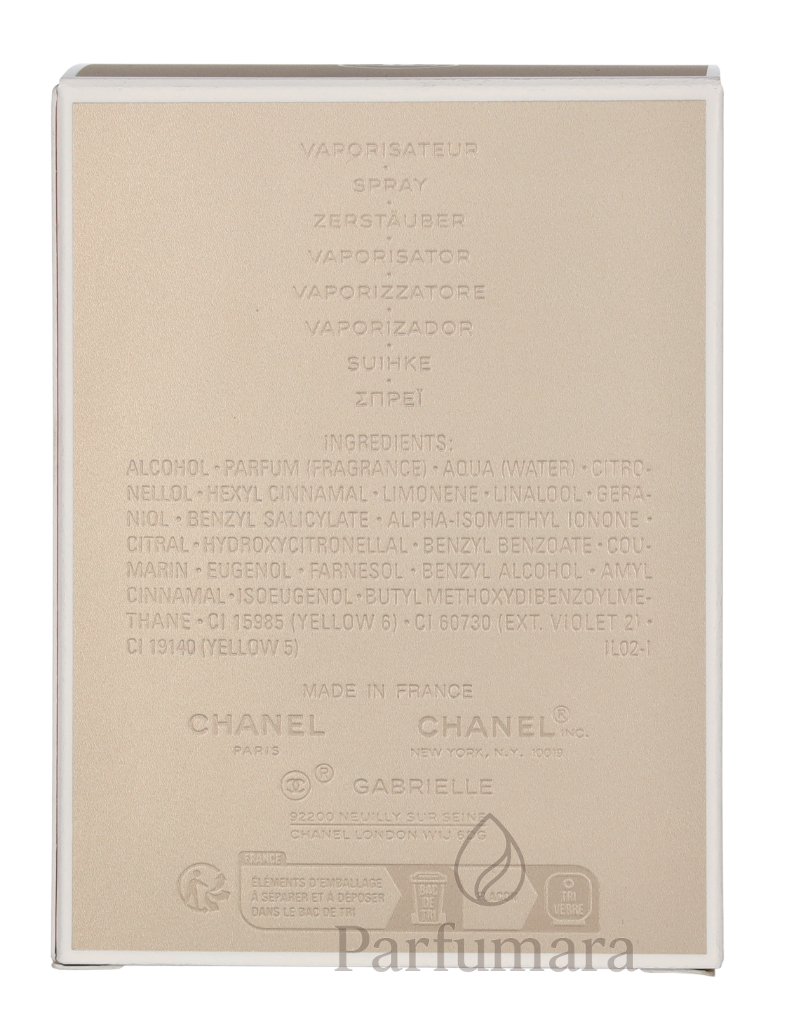 VAPORISATEUR
•
SPRAY
•
ZERSTÄUBER
•
VAPORISATOR
•
VAPORIZZATORE
•
VAPORIZADOR
•
SUIHKE
•
ΣΠΡΕΪ
INGREDIENTS:
ALCOHOL • PARFUM (FRAGRANCE) • AQUA (WATER) • CITRO-
NELLOL • HEXYL CINNAMAL • LIMONENE • LINALOOL • GERA-
NIOL • BENZYL SALICYLATE • ALPHA-ISOMETHYL IONONE •
CITRAL • HYDROXYCITRONELLAL • BENZYL BENZOATE • COU-
MARIN • EUGENOL • FARNESOL • BENZYL ALCOHOL • AMYL
CINNAMAL • ISOEUGENOL • BUTYL METHOXYDIBENZOYLME-
THANE • CI 15985 (YELLOW 6) • CI 60730 (EXT. VIOLET 2) •
CI 19140 (YELLOW 5) IL02-I
MADE IN FRANCE
CHANEL CHANEL® INC.
PARIS NEW YORK, N.Y. 10019
® GABRIELLE
92200 NEUILLY SUR SEINE
CHANEL LONDON W1J 6DG
FRANCE
ÉLÉMENTS D'EMBALLAGE
À SÉPARER ET À DÉPOSER
DANS LE BAC DE TRI
BAC
DE
TRI
FLACON
TRI
VERRE
Parfumara